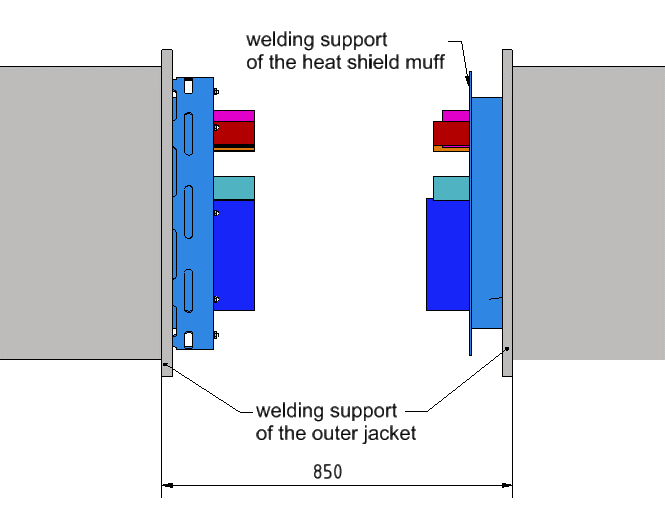 welding support
of the heat shield muff
welding support
of the outer jacket
850